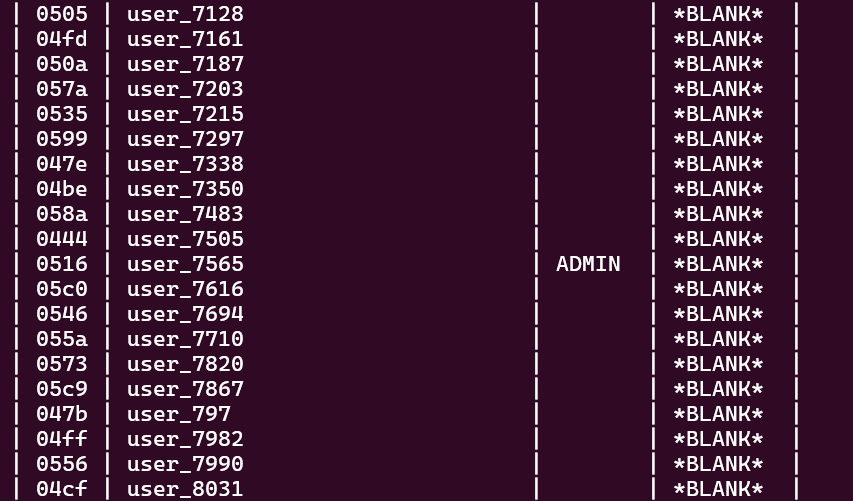 | 0505 | user_7128 | | *BLANK* |
| 04fd | user_7161 | | *BLANK* |
| 050a | user_7187 | | *BLANK* |
| 057a | user_7203 | | *BLANK* |
| 0535 | user_7215 | | *BLANK* |
| 0599 | user_7297 | | *BLANK* |
| 047e | user_7338 | | *BLANK* |
| 04be | user_7350 | | *BLANK* |
| 058a | user_7483 | | *BLANK* |
| 0444 | user_7505 | | *BLANK* |
| 0516 | user_7565 | ADMIN | *BLANK* |
| 05c0 | user_7616 | | *BLANK* |
| 0546 | user_7694 | | *BLANK* |
| 055a | user_7710 | | *BLANK* |
| 0573 | user_7820 | | *BLANK* |
| 05c9 | user_7867 | | *BLANK* |
| 047b | user_797 | | *BLANK* |
| 04ff | user_7982 | | *BLANK* |
| 0556 | user_7990 | | *BLANK* |
| 04cf | user_8031 | | *BLANK* |